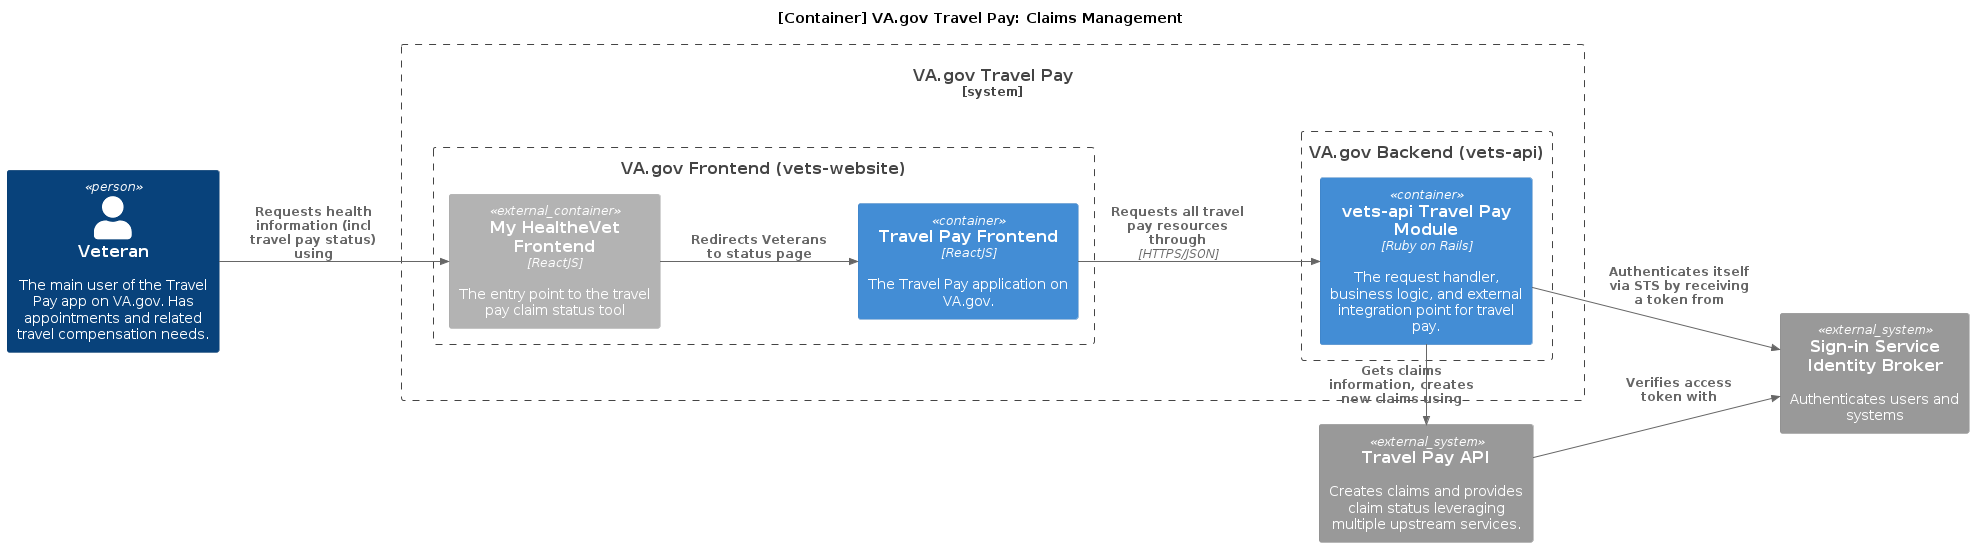 [Container] VA.gov Travel Pay: Claims Management
VA.gov Travel Pay
[system]
VA.gov Frontend (vets-website)
VA.gov Backend (vets-api)
«person»
Veteran
The main user of the Travel
Pay app on VA.gov. Has
appointments and related
travel compensation needs.
Requests health
information (incl
travel pay status)
using
«external_container»
My HealtheVet
Frontend
[ReactJS]
The entry point to the travel
pay claim status tool
Redirects Veterans
to status page
«container»
Travel Pay Frontend
[ReactJS]
The Travel Pay application on
VA.gov.
Requests all travel
pay resources
through
[HTTPS/JSON]
«container»
vets-api Travel Pay
Module
[Ruby on Rails]
The request handler,
business logic, and external
integration point for travel
pay.
Authenticates itself
via STS by receiving
a token from
Gets claims
information, creates
new claims using
«external_system»
Sign-in Service
Identity Broker
Authenticates users and
systems
Verifies access
token with
«external_system»
Travel Pay API
Creates claims and provides
claim status leveraging
multiple upstream services.